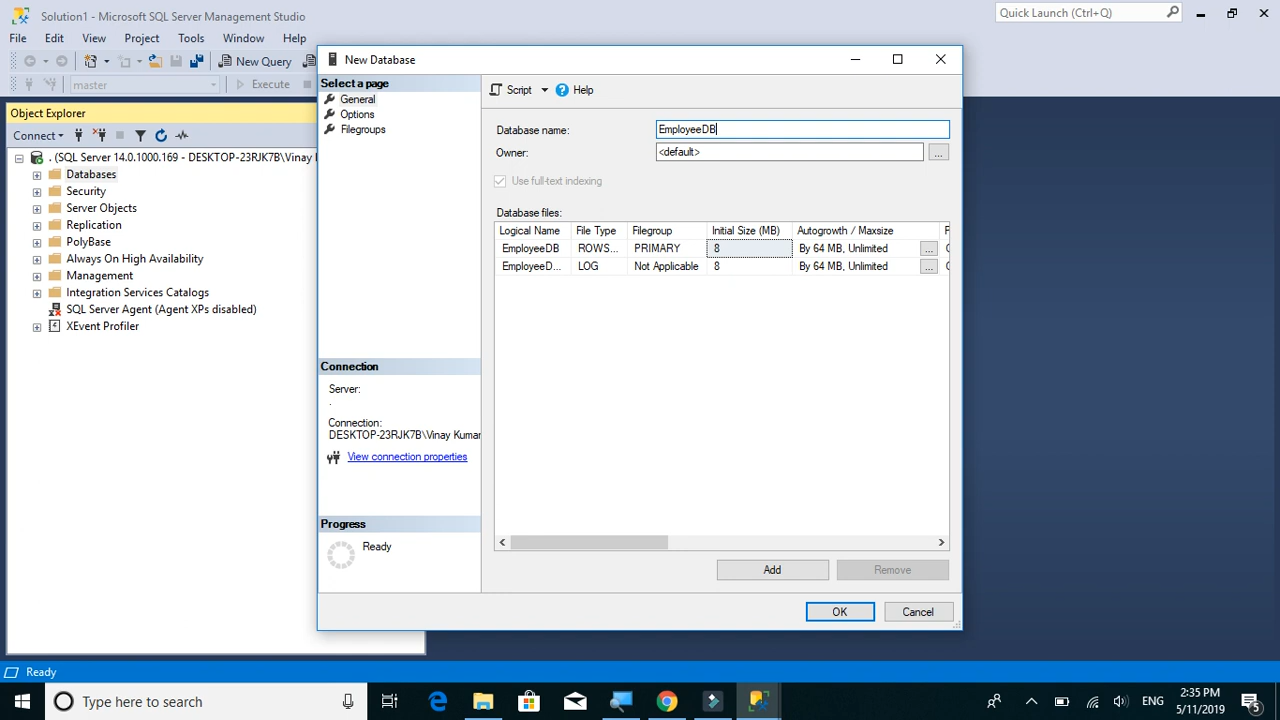 Solution1 - Microsoft SQL Server Management Studio
Quick Launch (Ctrl+Q)
File Edit View Project Tools Window Help
New Query
master
Execute
Object Explorer
Connect
. (SQL Server 14.0.1000.169 - DESKTOP-23RJK7B\Vinay
Databases
Security
Server Objects
Replication
PolyBase
Always On High Availability
Management
Integration Services Catalogs
SQL Server Agent (Agent XPs disabled)
XEvent Profiler
New Database
Select a page
General
Options
Filegroups
Connection
Server:
.
Connection:
DESKTOP-23RJK7B\Vinay Kumar
View connection properties
Progress
Ready
Script Help
Database name: EmployeeDB
Owner: <default> ...
Use full-text indexing
Database files:
Logical Name File Type Filegroup Initial Size (MB) Autogrowth / Maxsize
EmployeeDB ROWS... PRIMARY 8 By 64 MB, Unlimited ...
EmployeeD... LOG Not Applicable 8 By 64 MB, Unlimited ...
Add Remove
OK Cancel
Ready
Type here to search
ENG
2:35 PM
5/11/2019
5